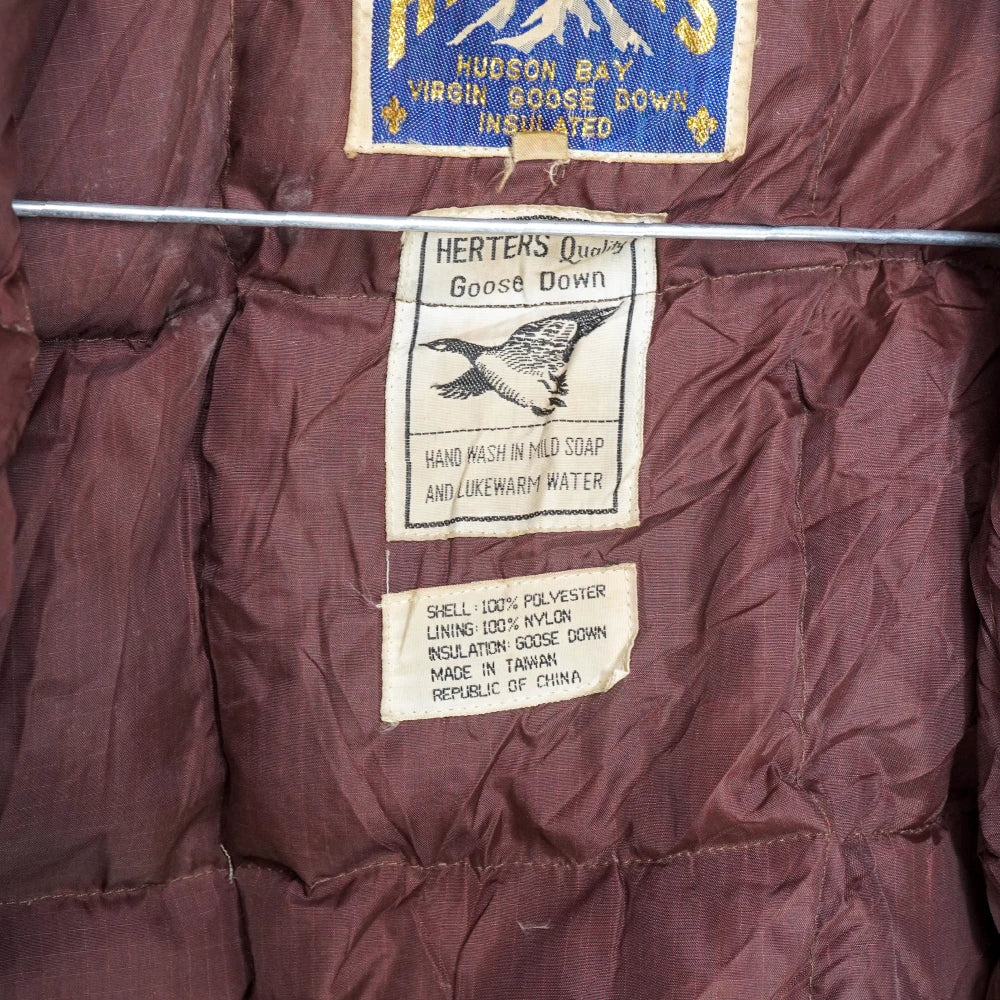 HUDSON BAY
VIRGIN GOOSE DOWN
INSULATED
HERTERS Quality
Goose Down
HAND WASH IN MILD SOAP
AND LUKEWARM WATER
SHELL: 100% POLYESTER
LINING: 100% NYLON
INSULATION: GOOSE DOWN
MADE IN TAIWAN
REPUBLIC OF CHINA